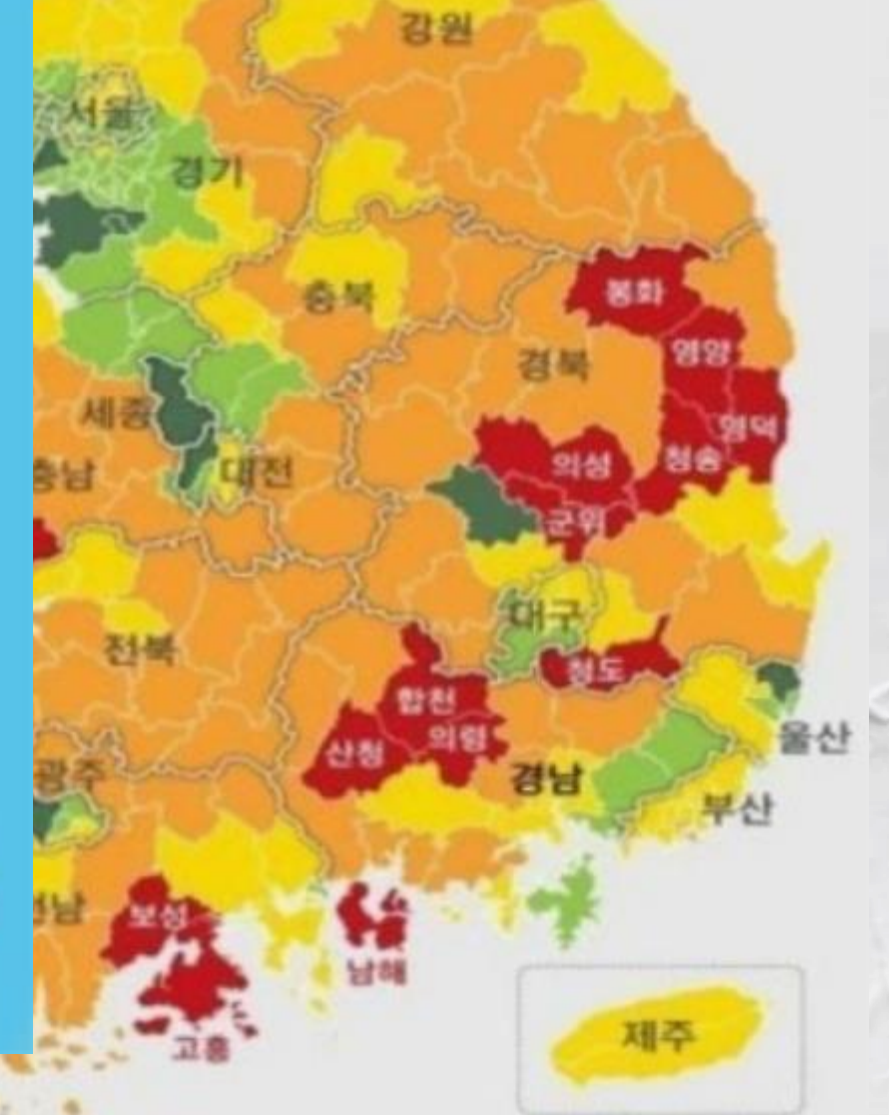 강원
서울
경기
봉화
충북
영양
경북
세종
영덕
청송
의성
대전
충남
군위
대구
전북
청도
합천
의령
산청
울산
광주
경남
부산
전남
보성
남해
제주
고흥